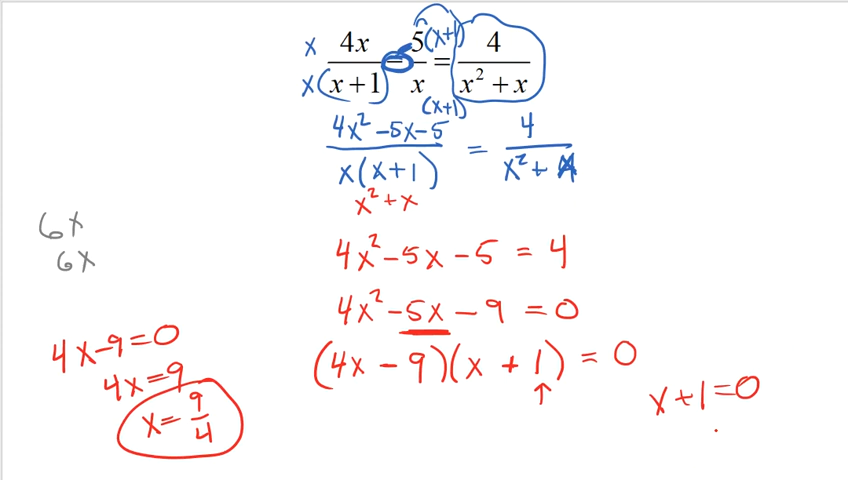 x 4x/(x+1) − 5(x+1)/x = 4/(x² + x)
x( ) (x+1)
(4x² − 5x − 5)/(x(x+1)) = 4/(x² + x)
x² + x
6x
6x
4x² − 5x − 5 = 4
4x² − 5x − 9 = 0
(4x − 9)(x + 1) = 0
↑
4x − 9 = 0
4x = 9
x = 9/4
x + 1 = 0